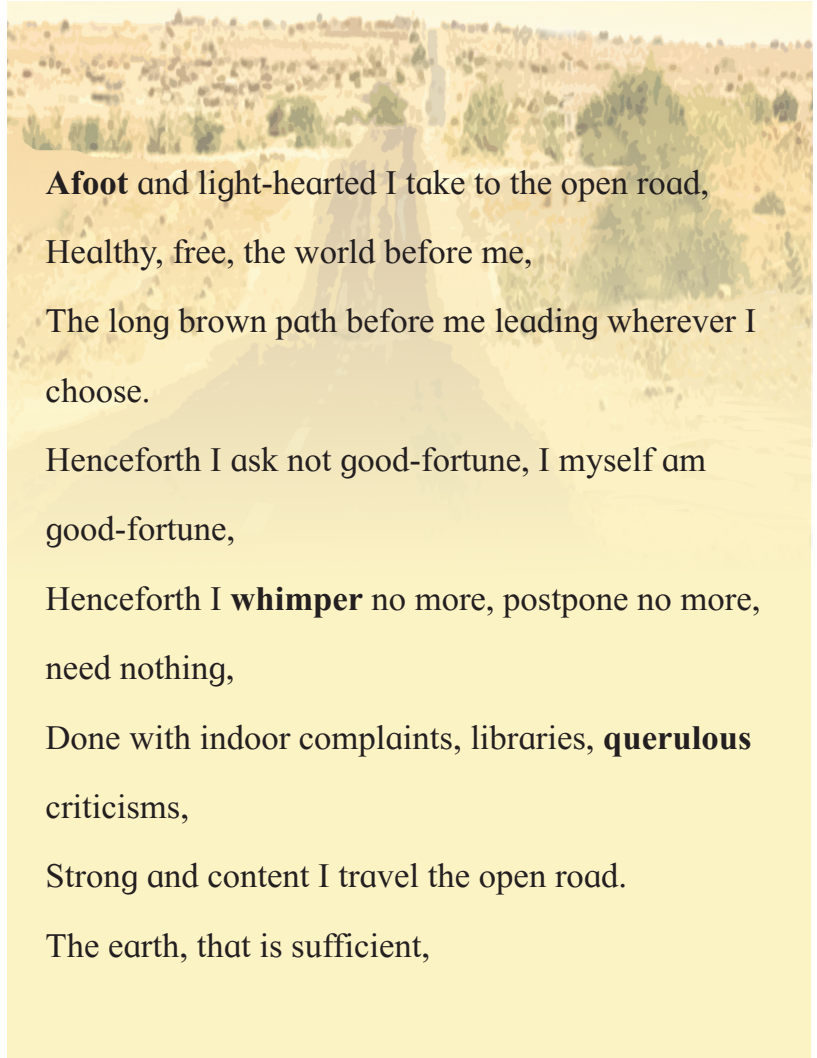 Afoot and light-hearted I take to the open road,
Healthy, free, the world before me,
The long brown path before me leading wherever I
choose.
Henceforth I ask not good-fortune, I myself am
good-fortune,
Henceforth I whimper no more, postpone no more,
need nothing,
Done with indoor complaints, libraries, querulous
criticisms,
Strong and content I travel the open road.
The earth, that is sufficient,